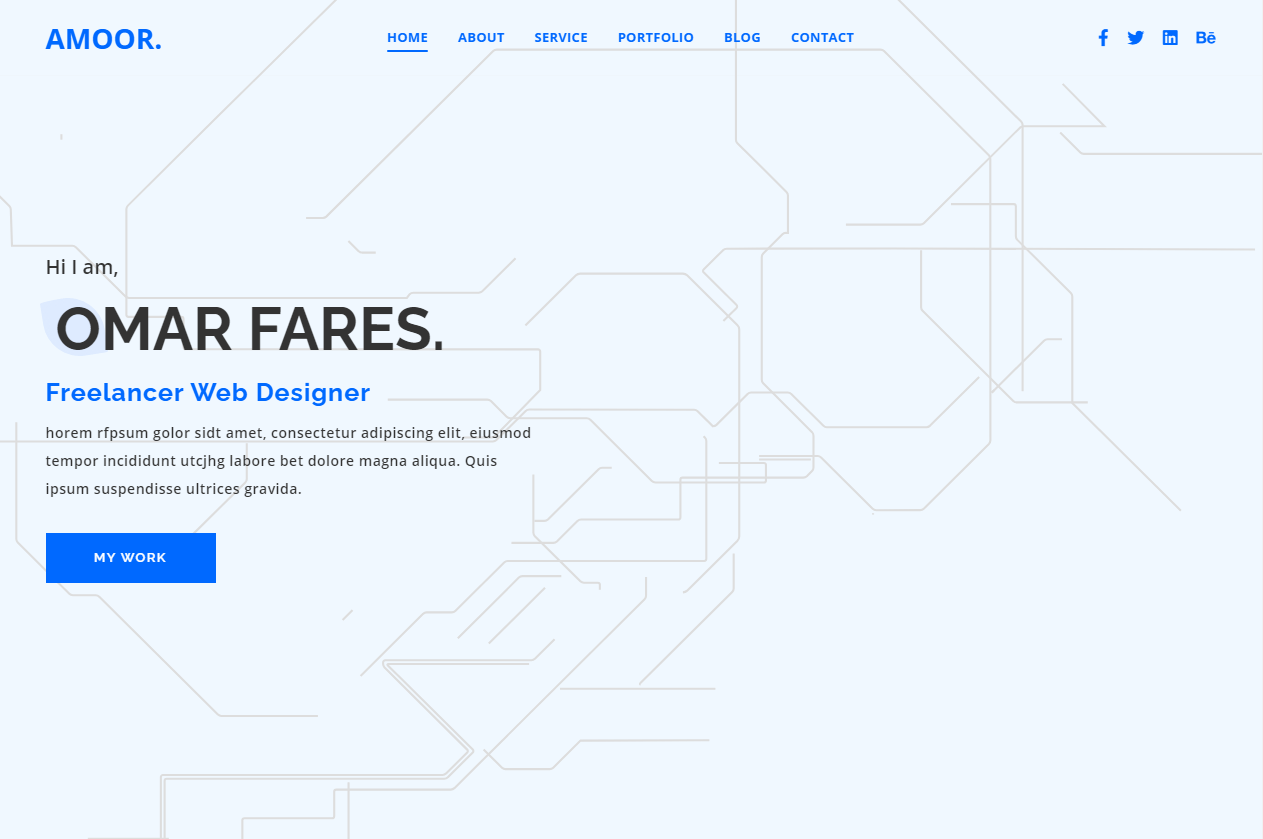 AMOOR.
HOME ABOUT SERVICE PORTFOLIO BLOG CONTACT
Hi I am,
OMAR FARES.
Freelancer Web Designer
horem rfpsum golor sidt amet, consectetur adipiscing elit, eiusmod
tempor incididunt utcjhg labore bet dolore magna aliqua. Quis
ipsum suspendisse ultrices gravida.
MY WORK